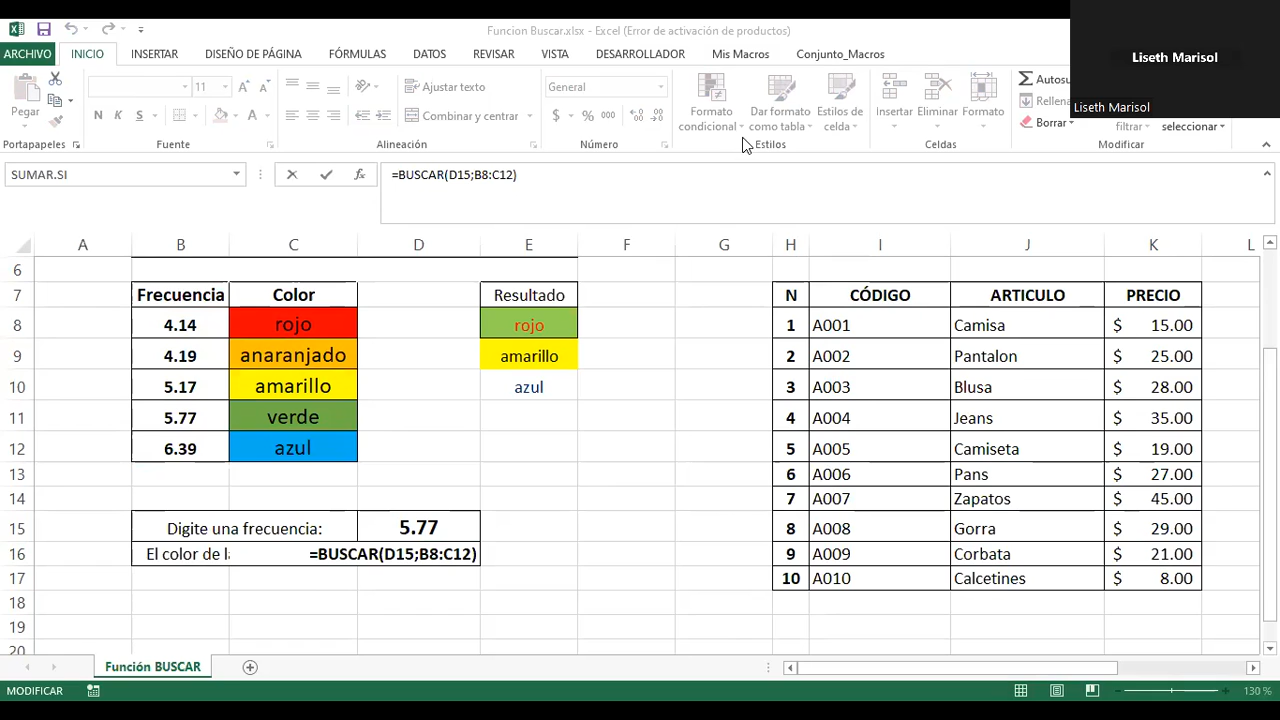 Funcion Buscar.xlsx - Excel (Error de activación de productos)
Liseth Marisol
Liseth Marisol
ARCHIVO INICIO INSERTAR DISEÑO DE PÁGINA FÓRMULAS DATOS REVISAR VISTA DESARROLLADOR Mis Macros Conjunto_Macros
Pegar
11
N K S
Ajustar texto
Combinar y centrar
General
$ % 000
Formato condicional
Dar formato como tabla
Estilos de celda
Insertar Eliminar Formato
Autosu
Rellena
Borrar
filtrar
seleccionar
Portapapeles Fuente Alineación Número Estilos Celdas Modificar
SUMAR.SI
fx
=BUSCAR(D15;B8:C12)
A B C D E F G H I J K L
6
7 Frecuencia Color Resultado N CÓDIGO ARTICULO PRECIO
8 4.14 rojo rojo 1 A001 Camisa $ 15.00
9 4.19 anaranjado amarillo 2 A002 Pantalon $ 25.00
10 5.17 amarillo azul 3 A003 Blusa $ 28.00
11 5.77 verde 4 A004 Jeans $ 35.00
12 6.39 azul 5 A005 Camiseta $ 19.00
13 6 A006 Pans $ 27.00
14 7 A007 Zapatos $ 45.00
15 Digite una frecuencia: 5.77 8 A008 Gorra $ 29.00
16 El color de la =BUSCAR(D15;B8:C12) 9 A009 Corbata $ 21.00
17 10 A010 Calcetines $ 8.00
18
19
20
Función BUSCAR
MODIFICAR
130 %